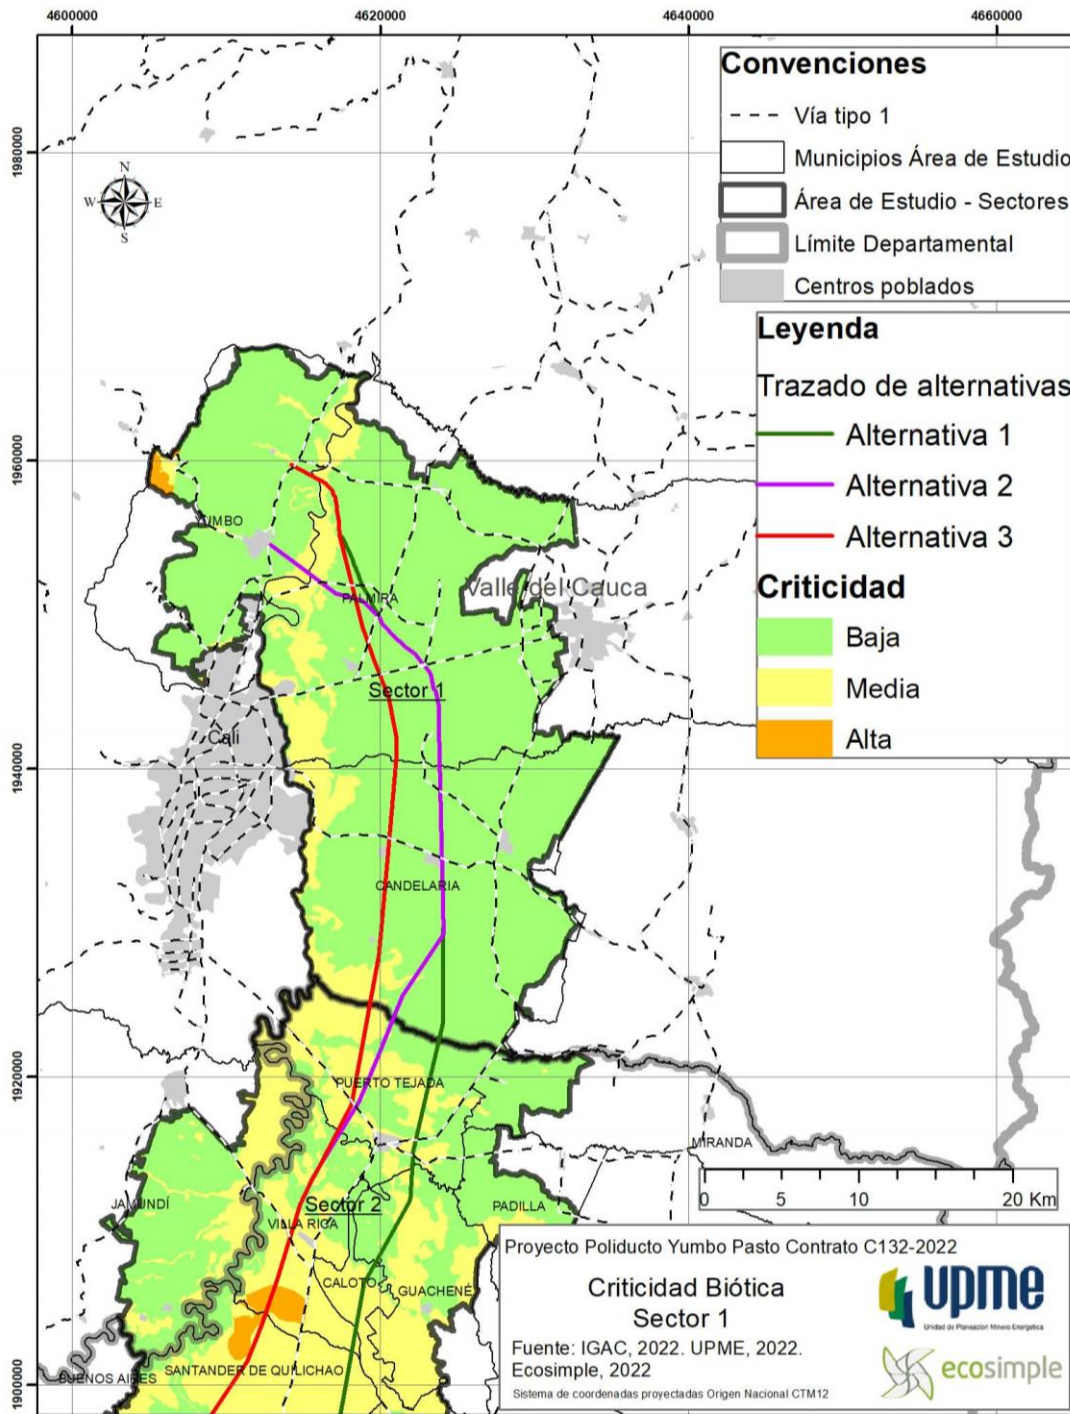 4600000
4620000
4640000
4660000
1980000
1960000
1940000
1920000
1900000
N
W
E
S
Convenciones
Vía tipo 1
Municipios Área de Estudio
Área de Estudio - Sectores
Límite Departamental
Centros poblados
Leyenda
Trazado de alternativas
Alternativa 1
Alternativa 2
Alternativa 3
Criticidad
Baja
Media
Alta
YUMBO
Valle del Cauca
PALMIRA
Sector 1
Cali
CANDELARIA
PUERTO TEJADA
MIRANDA
JAMUNDÍ
Sector 2
PADILLA
VILLA RICA
CALOTO
GUACHENÉ
SANTANDER DE QUILICHAO
BUENOS AIRES
0 5 10 20 Km
Proyecto Poliducto Yumbo Pasto Contrato C132-2022
Criticidad Biótica
Sector 1
Fuente: IGAC, 2022. UPME, 2022.
Ecosimple, 2022
Sistema de coordenadas proyectadas Origen Nacional CTM12
upme
Unidad de Planeación Minero Energética
ecosimple